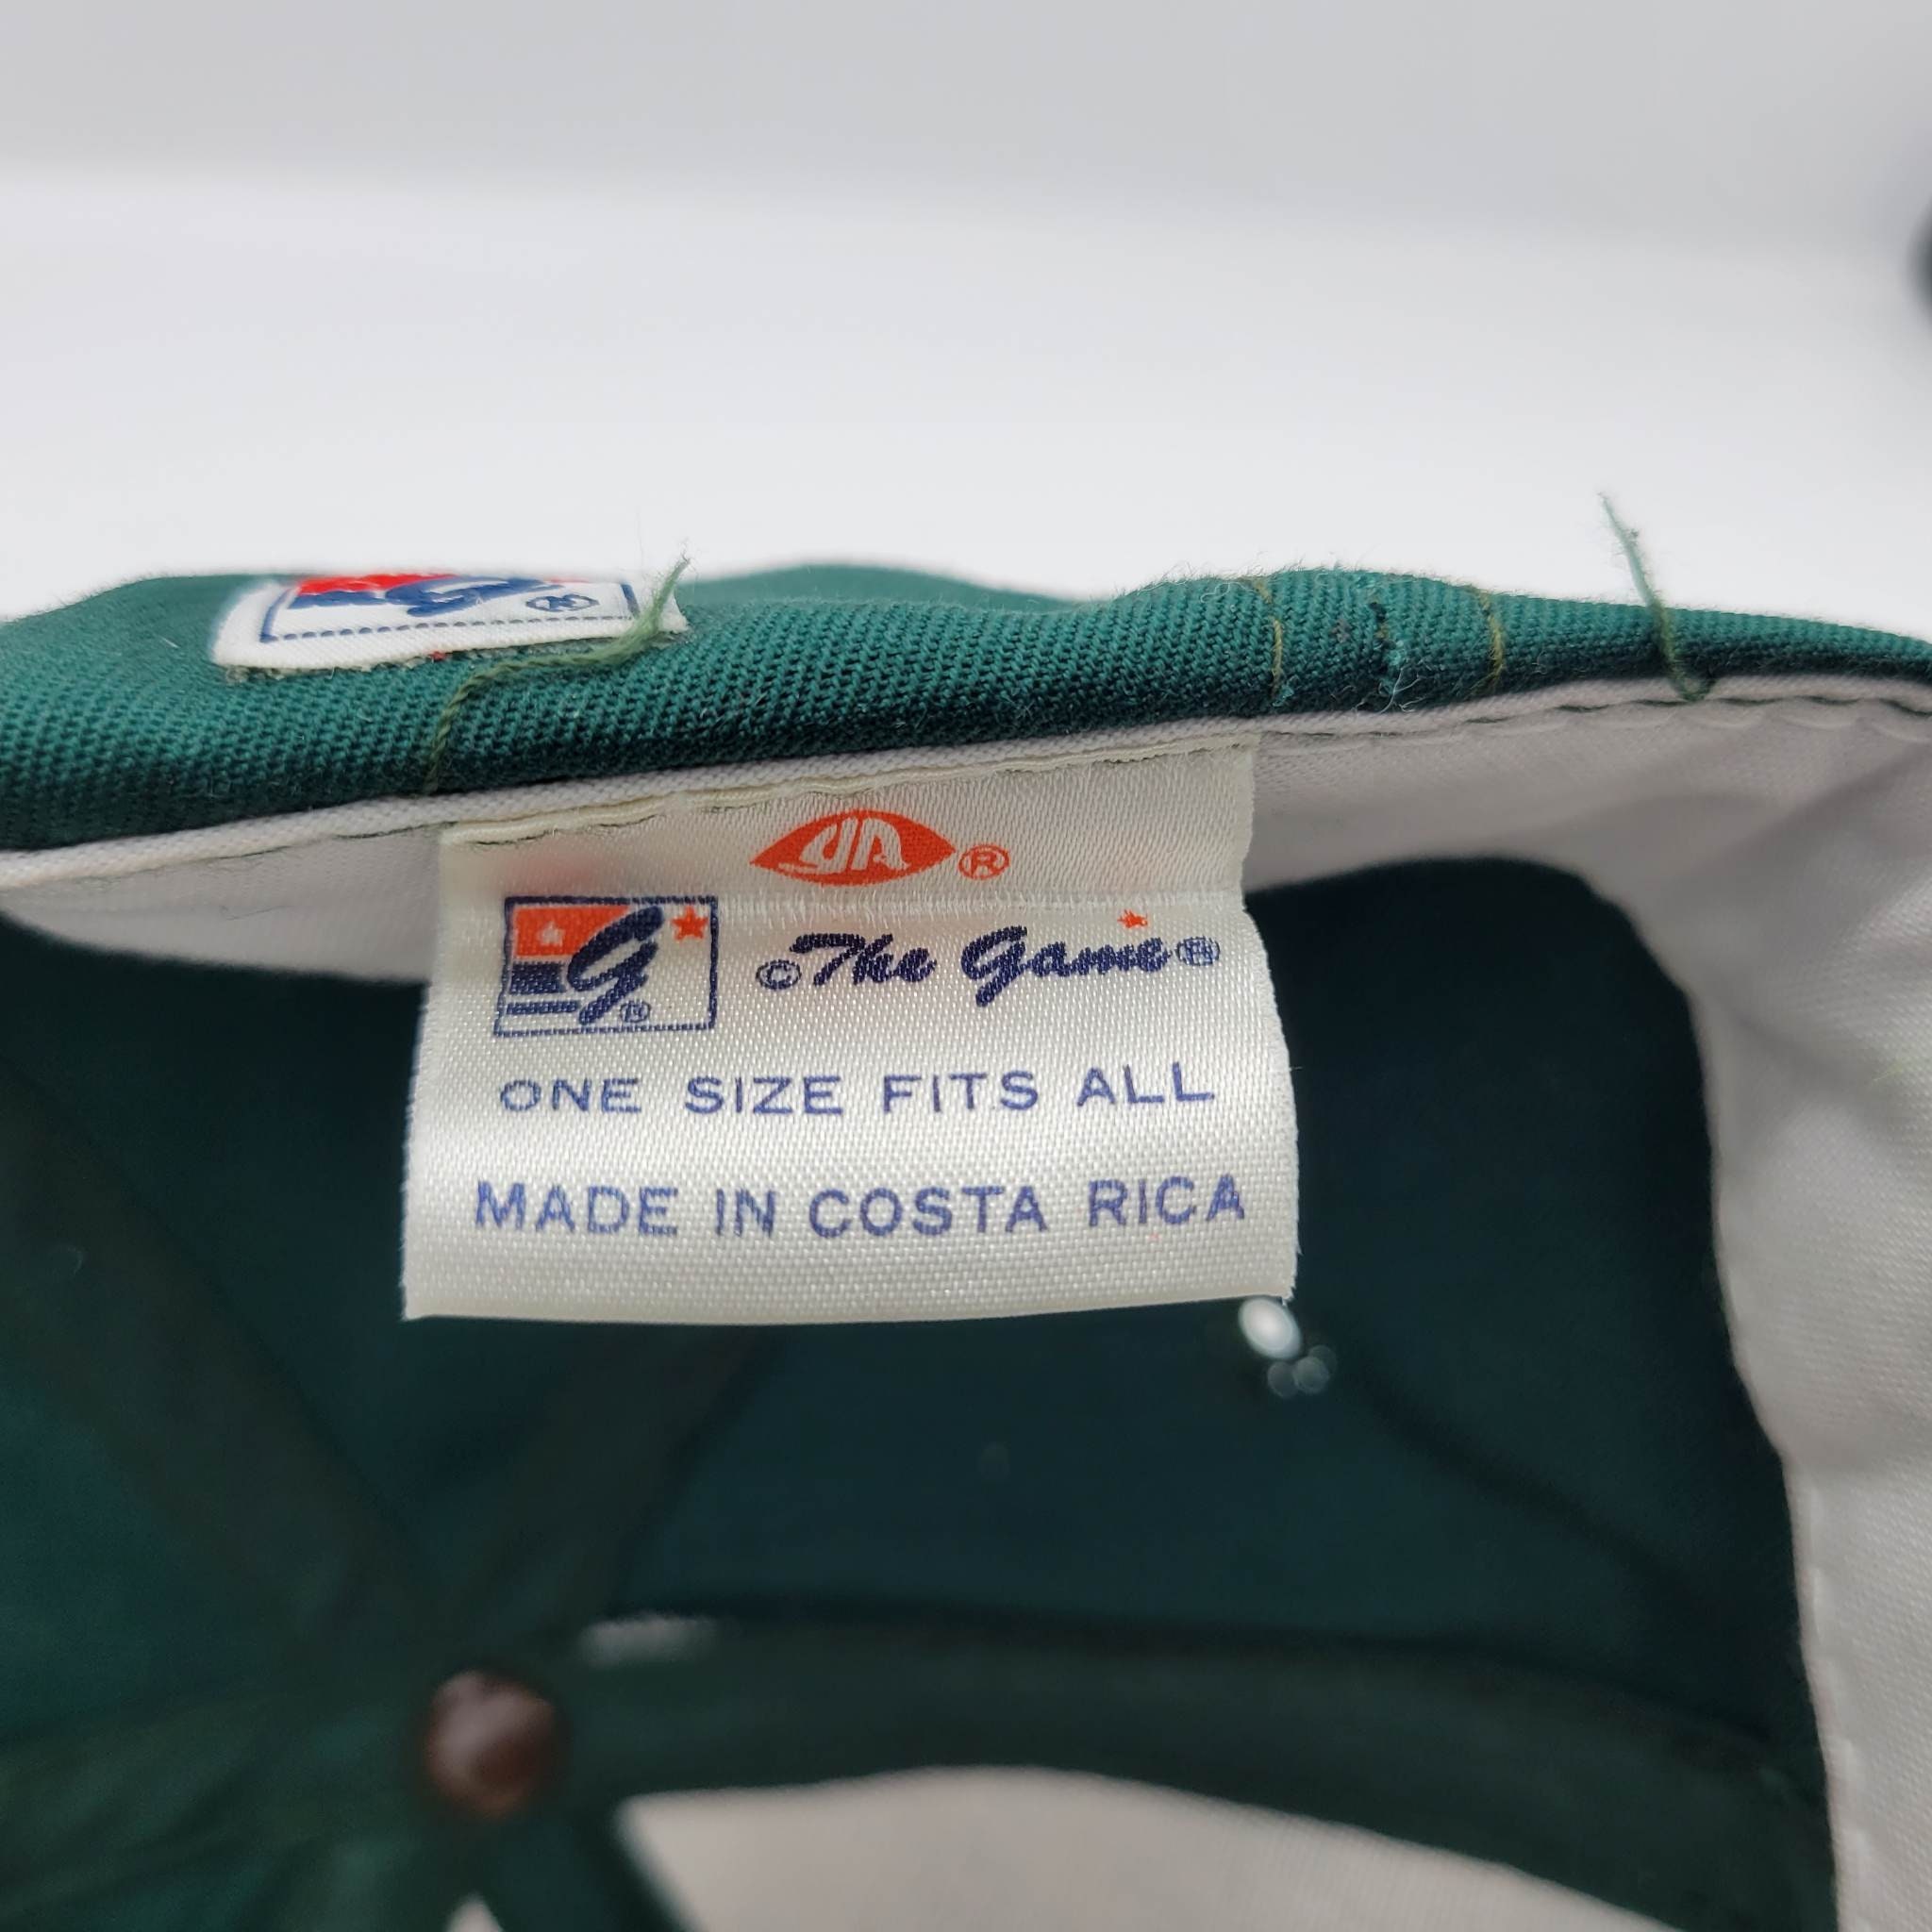 ®
®
G ® © The Game ®
ONE SIZE FITS ALL
MADE IN COSTA RICA